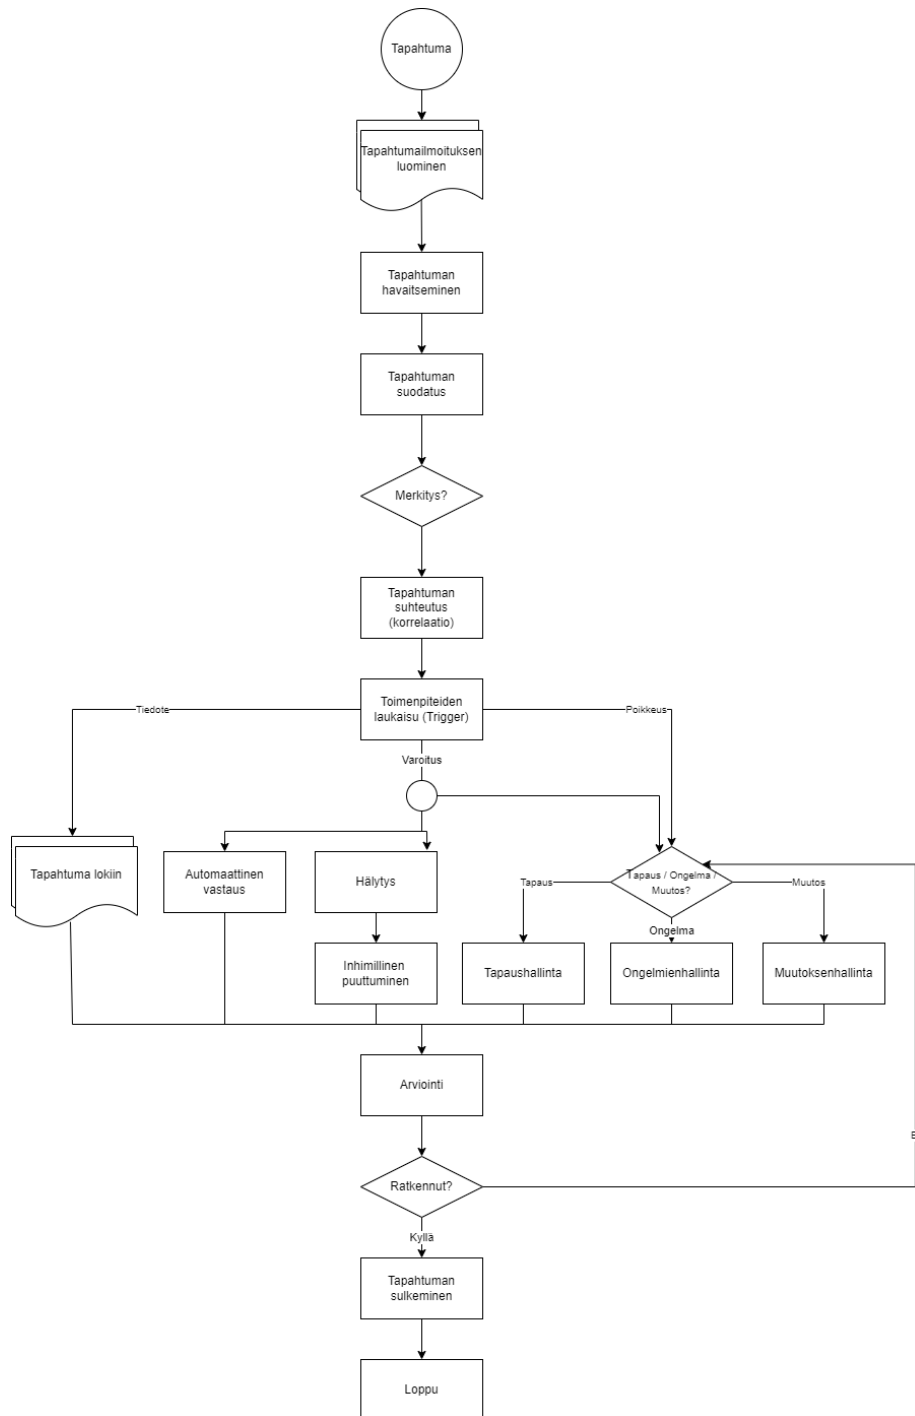 Tapahtuma
Tapahtumailmoituksen
luominen
Tapahtuman
havaitseminen
Tapahtuman
suodatus
Merkitys?
Tapahtuman
suhteutus
(korrelaatio)
Toimenpiteiden
laukaisu (Trigger)
Tiedote
Poikkeus
Varoitus
Tapahtuma lokiin
Automaattinen
vastaus
Hälytys
Tapaus / Ongelma /
Muutos?
Tapaus
Muutos
Ongelma
Inhimillinen
puuttuminen
Tapaushallinta
Ongelmienhallinta
Muutoksenhallinta
Arviointi
Ratkennut?
Kyllä
Tapahtuman
sulkeminen
Loppu